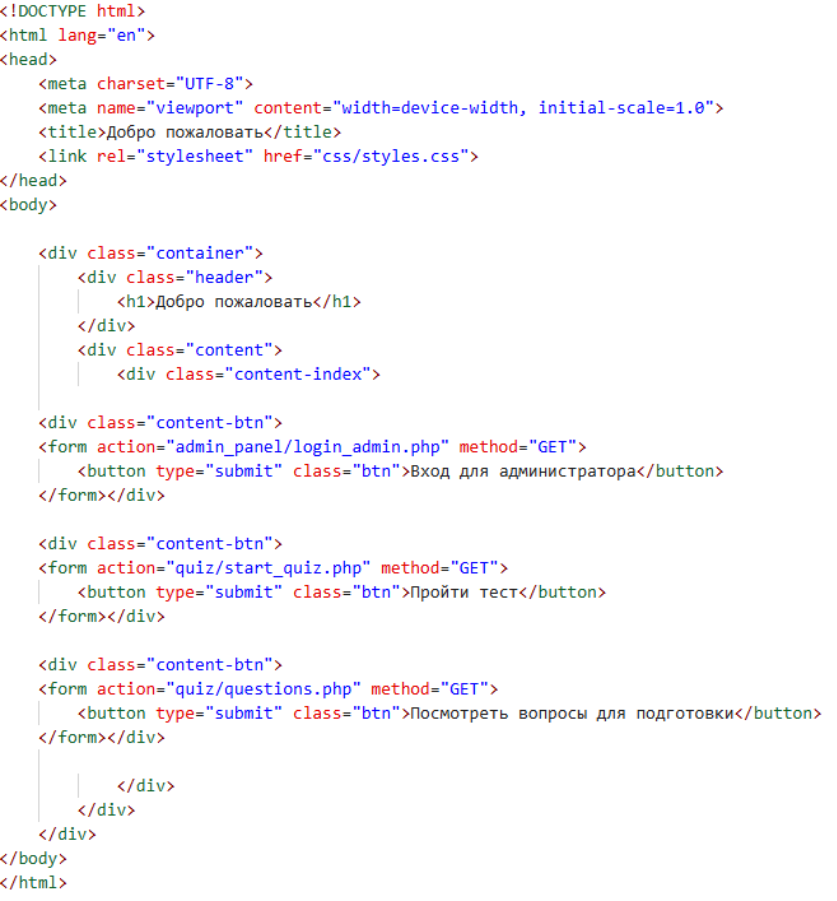 <!DOCTYPE html>
<html lang="en">
<head>
    <meta charset="UTF-8">
    <meta name="viewport" content="width=device-width, initial-scale=1.0">
    <title>Добро пожаловать</title>
    <link rel="stylesheet" href="css/styles.css">
</head>
<body>

    <div class="container">
        <div class="header">
            <h1>Добро пожаловать</h1>
        </div>
        <div class="content">
            <div class="content-index">

    <div class="content-btn">
    <form action="admin_panel/login_admin.php" method="GET">
        <button type="submit" class="btn">Вход для администратора</button>
    </form></div>

    <div class="content-btn">
    <form action="quiz/start_quiz.php" method="GET">
        <button type="submit" class="btn">Пройти тест</button>
    </form></div>

    <div class="content-btn">
    <form action="quiz/questions.php" method="GET">
        <button type="submit" class="btn">Посмотреть вопросы для подготовки</button>
    </form></div>

            </div>
        </div>
    </div>
</body>
</html>